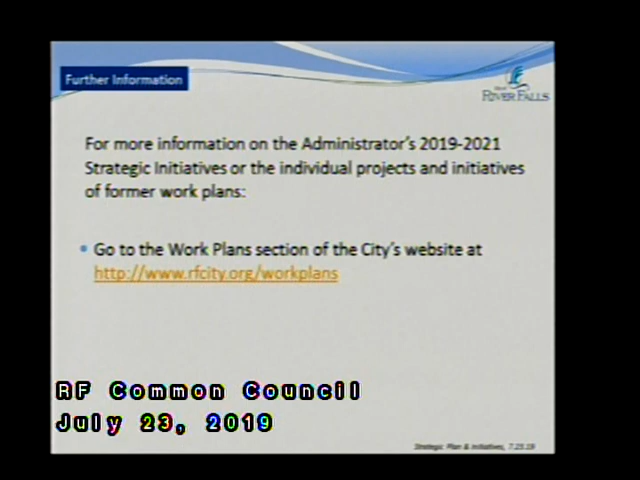 Further Information
RIVER FALLS
For more information on the Administrator's 2019-2021
Strategic Initiatives or the individual projects and initiatives
of former work plans:
• Go to the Work Plans section of the City's website at
http://www.rfcity.org/workplans
RF Common Council
July 23, 2019
Strategic Plan & Initiatives, 7.23.19